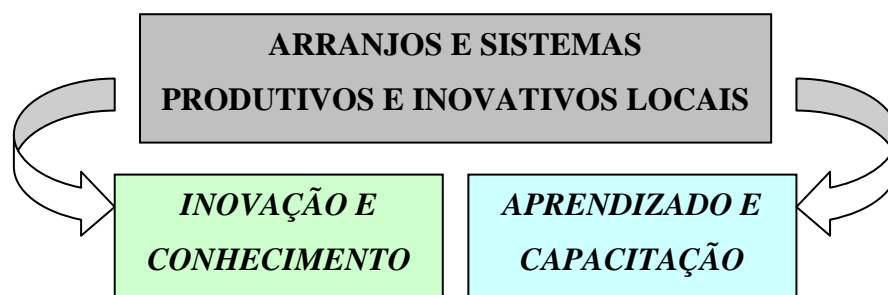 ARRANJOS E SISTEMAS
PRODUTIVOS E INOVATIVOS LOCAIS
INOVAÇÃO E
CONHECIMENTO
APRENDIZADO E
CAPACITAÇÃO